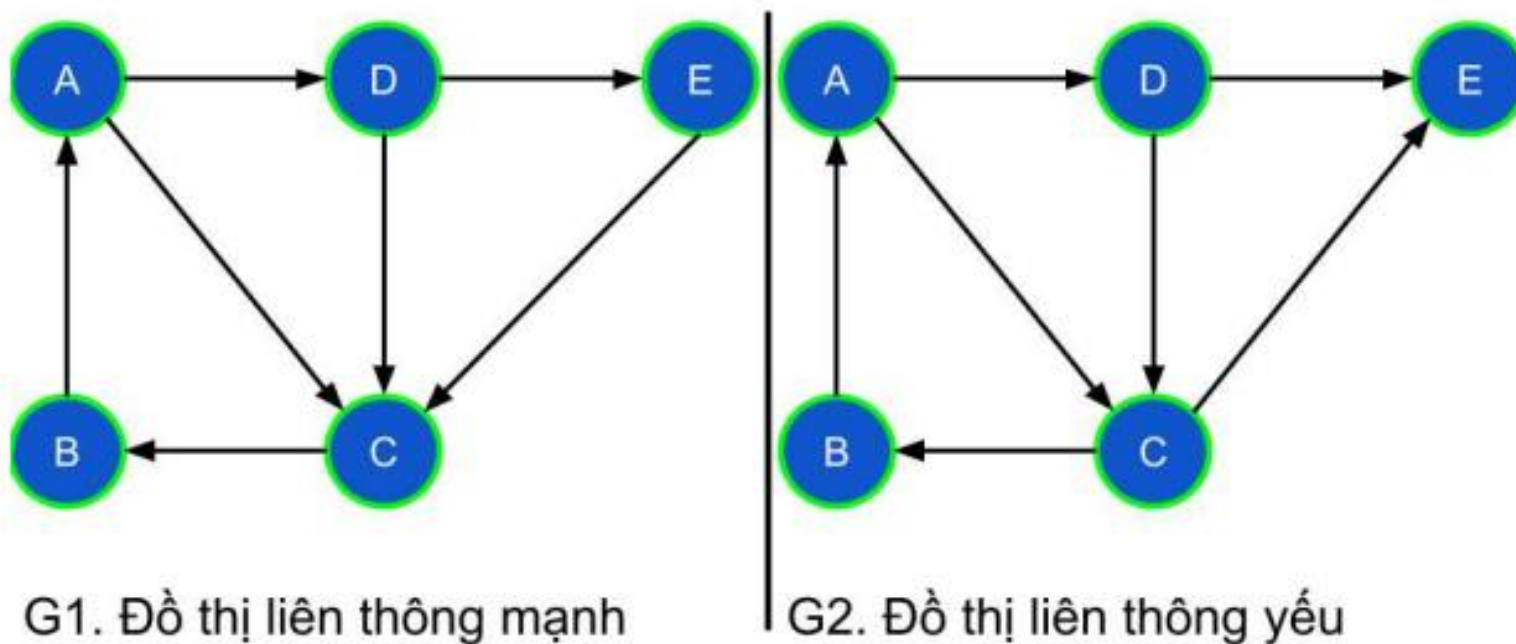 A D E
B C
G1. Đồ thị liên thông mạnh
A D E
B C
G2. Đồ thị liên thông yếu